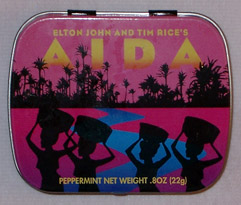 ELTON JOHN AND TIM RICE'S
AIDA
PEPPERMINT NET WEIGHT .8OZ (22g)